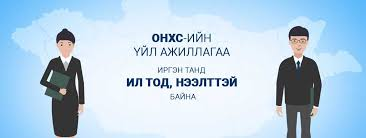 ОНХС-ИЙН
ҮЙЛ АЖИЛЛАГАА
ИРГЭН ТАНД
ИЛ ТОД, НЭЭЛТТЭЙ
БАЙНА